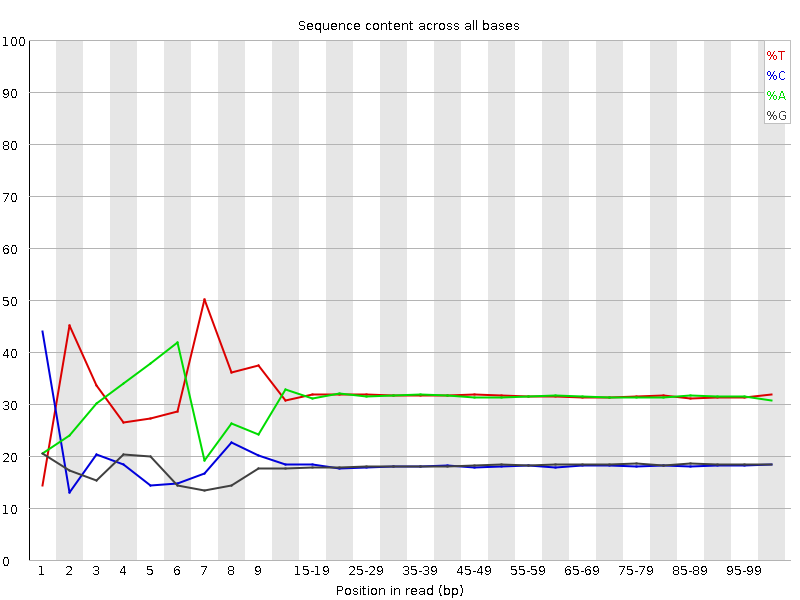 Sequence content across all bases
%T
%C
%A
%G
100
90
80
70
60
50
40
30
20
10
0
1 2 3 4 5 6 7 8 9 15-19 25-29 35-39 45-49 55-59 65-69 75-79 85-89 95-99
Position in read (bp)